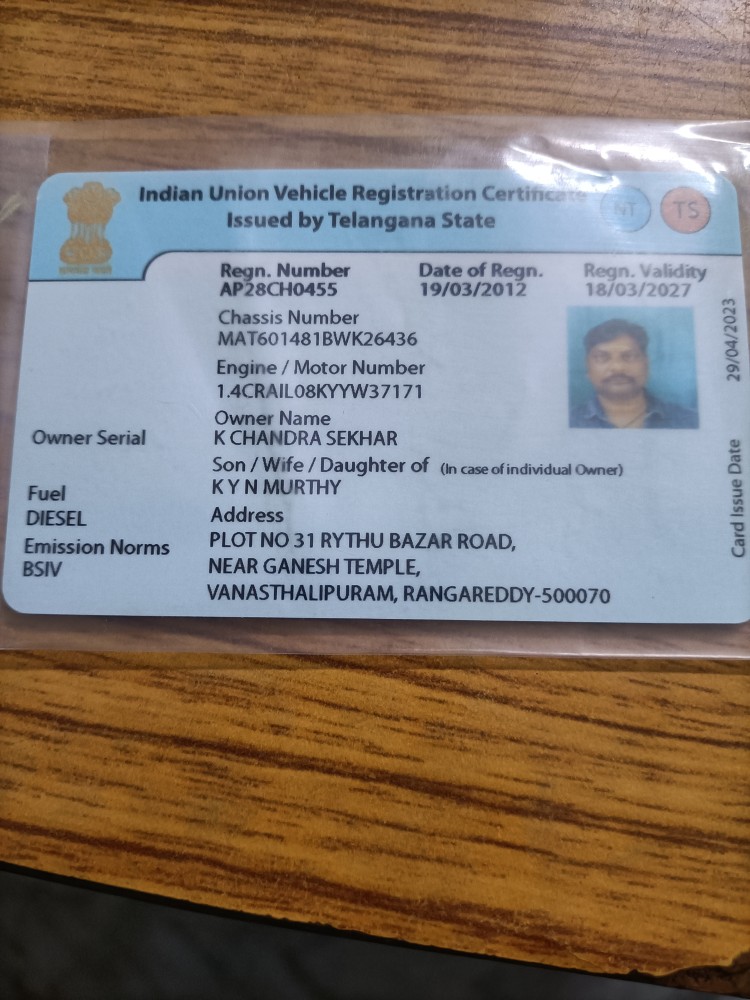 Indian Union Vehicle Registration Certificate
Issued by Telangana State
NT
TS
Regn. Number
AP28CH0455
Date of Regn.
19/03/2012
Regn. Validity
18/03/2027
Chassis Number
MAT601481BWK26436
Engine / Motor Number
1.4CRAIL08KYYW37171
Owner Name
K CHANDRA SEKHAR
Owner Serial
Son / Wife / Daughter of (In case of individual Owner)
K Y N MURTHY
Fuel
DIESEL
Address
PLOT NO 31 RYTHU BAZAR ROAD,
NEAR GANESH TEMPLE,
VANASTHALIPURAM, RANGAREDDY-500070
Emission Norms
BSIV
Card Issue Date 29/04/2023